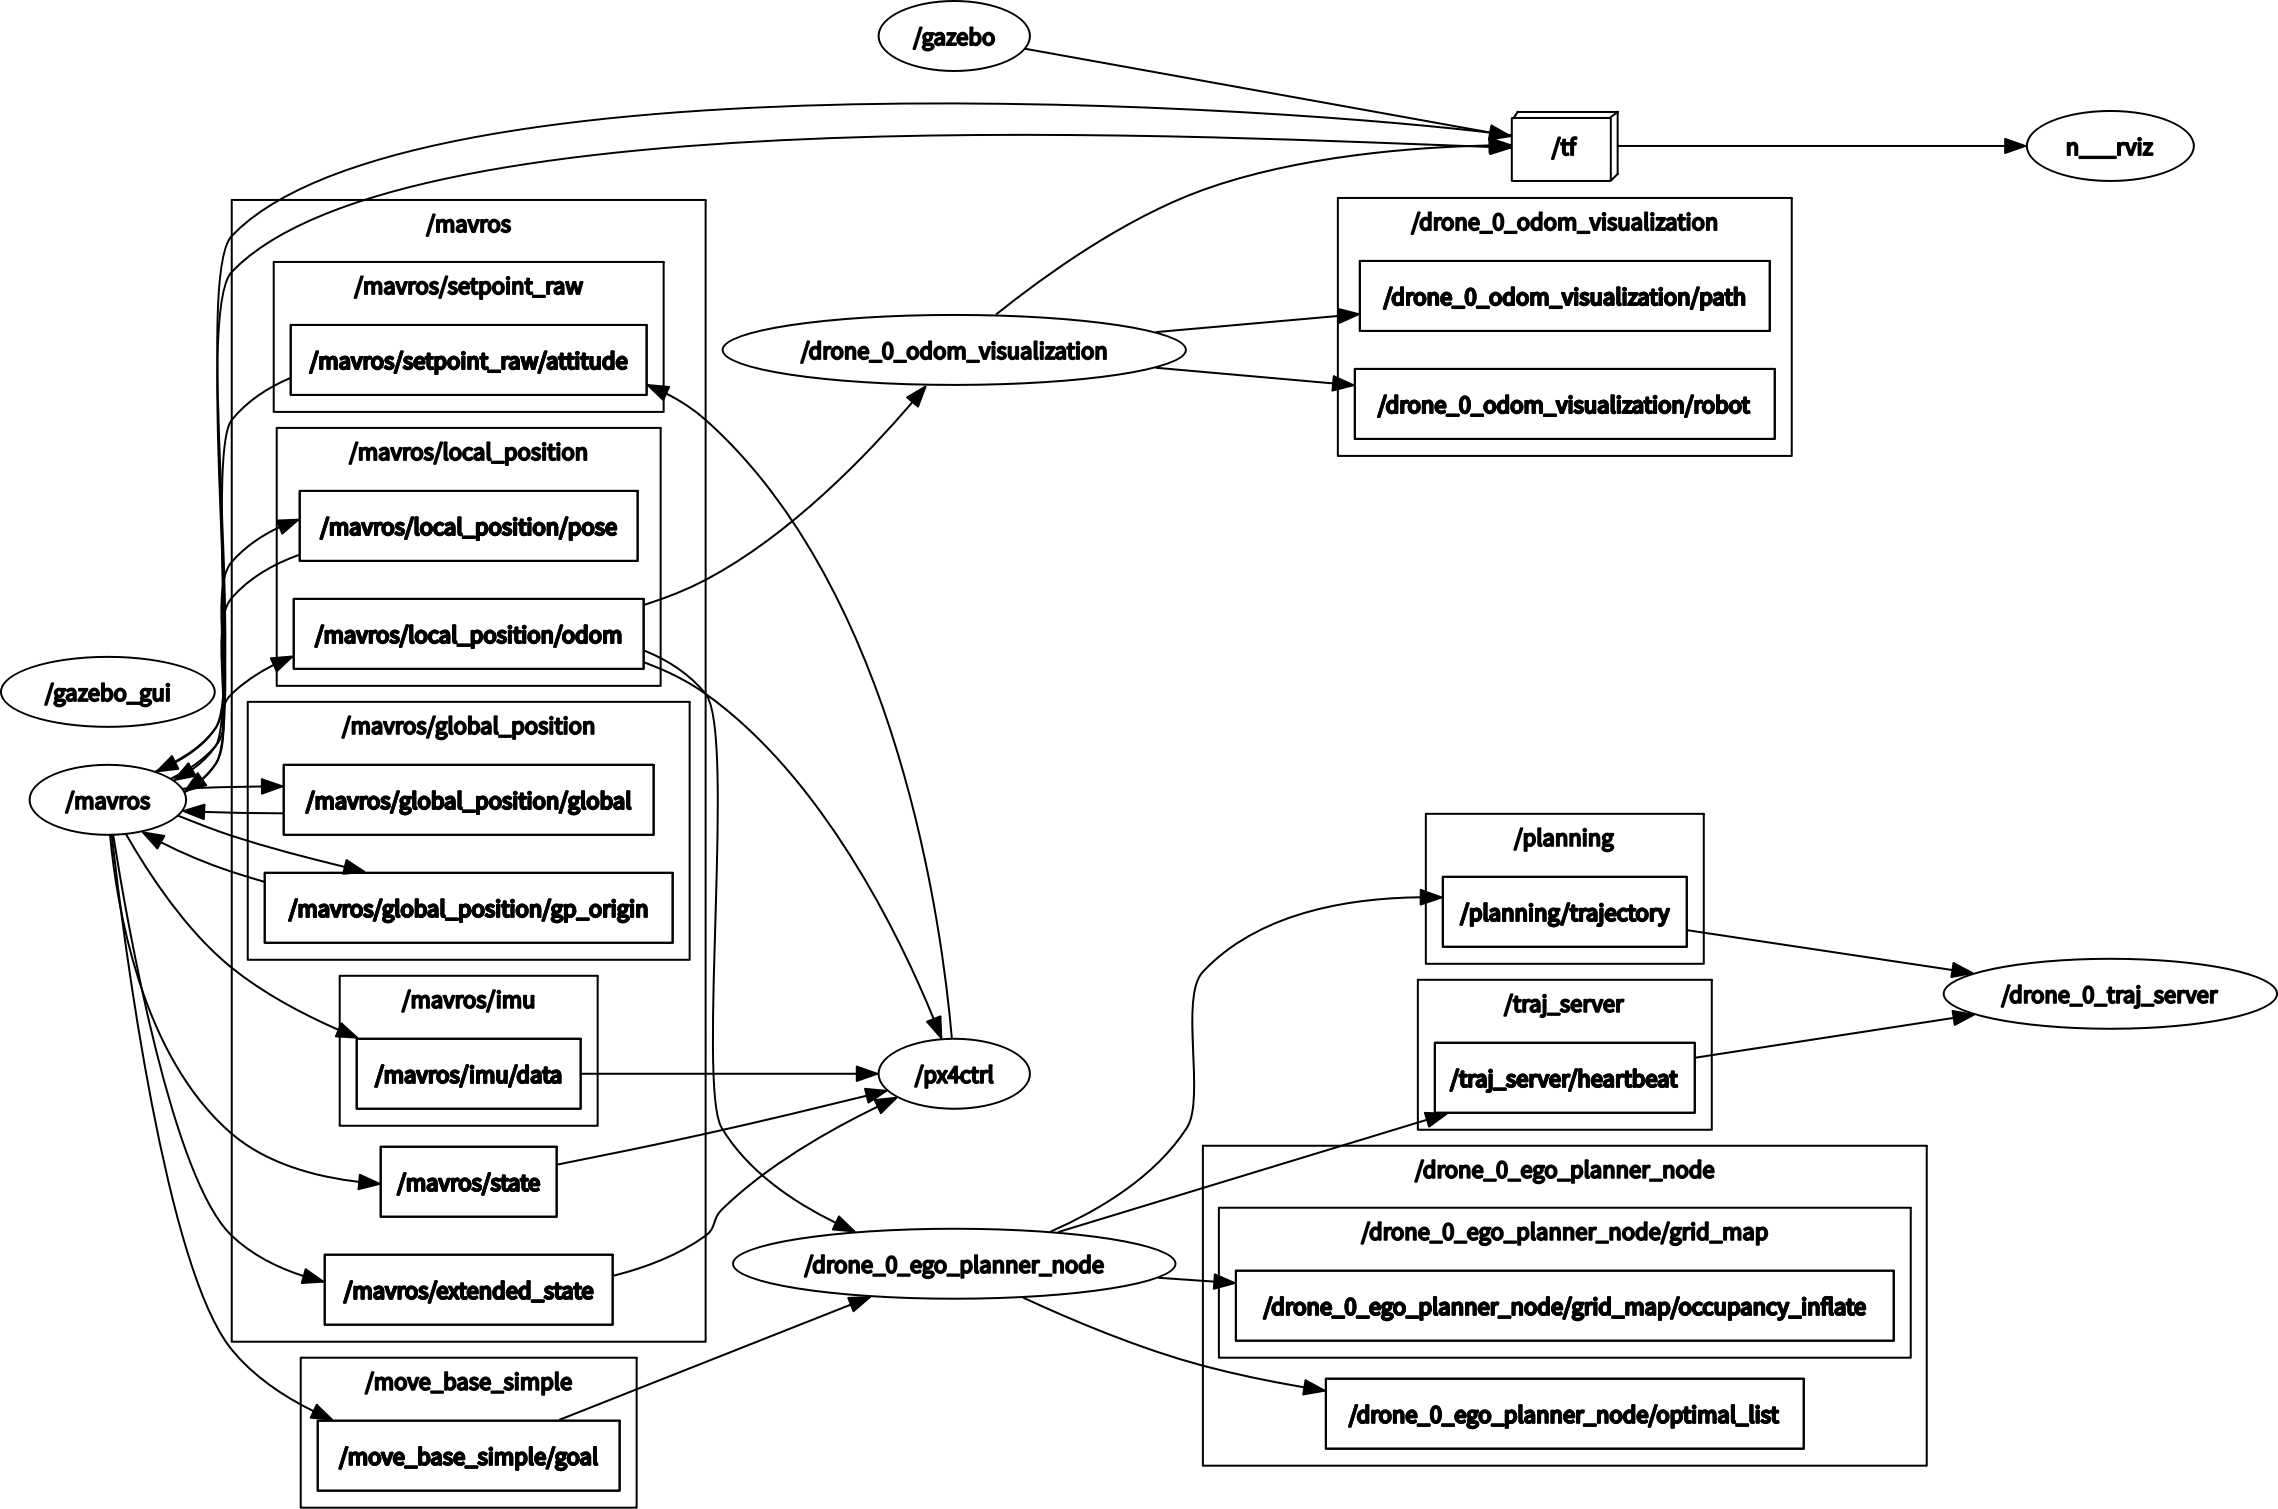 /gazebo
/tf
n___rviz
/mavros
/mavros/setpoint_raw
/mavros/setpoint_raw/attitude
/mavros/local_position
/mavros/local_position/pose
/mavros/local_position/odom
/drone_0_odom_visualization
/drone_0_odom_visualization
/drone_0_odom_visualization/path
/drone_0_odom_visualization/robot
/gazebo_gui
/mavros
/mavros/global_position
/mavros/global_position/global
/mavros/global_position/gp_origin
/mavros/imu
/mavros/imu/data
/mavros/state
/mavros/extended_state
/move_base_simple
/move_base_simple/goal
/px4ctrl
/drone_0_ego_planner_node
/planning
/planning/trajectory
/traj_server
/traj_server/heartbeat
/drone_0_traj_server
/drone_0_ego_planner_node
/drone_0_ego_planner_node/grid_map
/drone_0_ego_planner_node/grid_map/occupancy_inflate
/drone_0_ego_planner_node/optimal_list